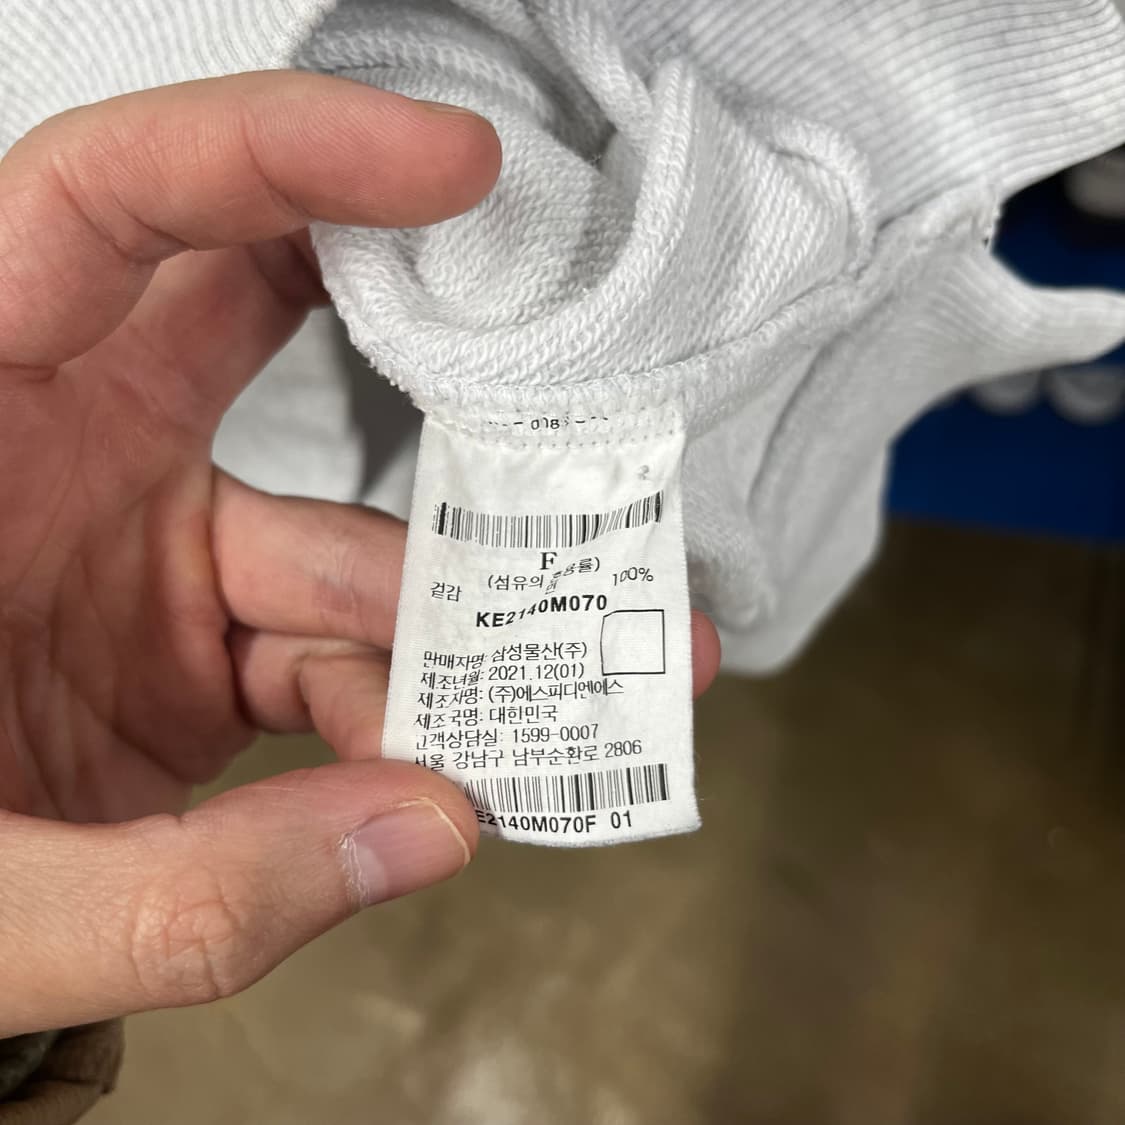 F
(섬유의 혼용률)
겉감 면 100%
KE2140M070
판매자명: 삼성물산(주)
제조년월: 2021.12(01)
제조자명: (주)에스피디엔에스
제조국명: 대한민국
고객상담실: 1599-0007
서울 강남구 남부순환로 2806
KE2140M070F 01